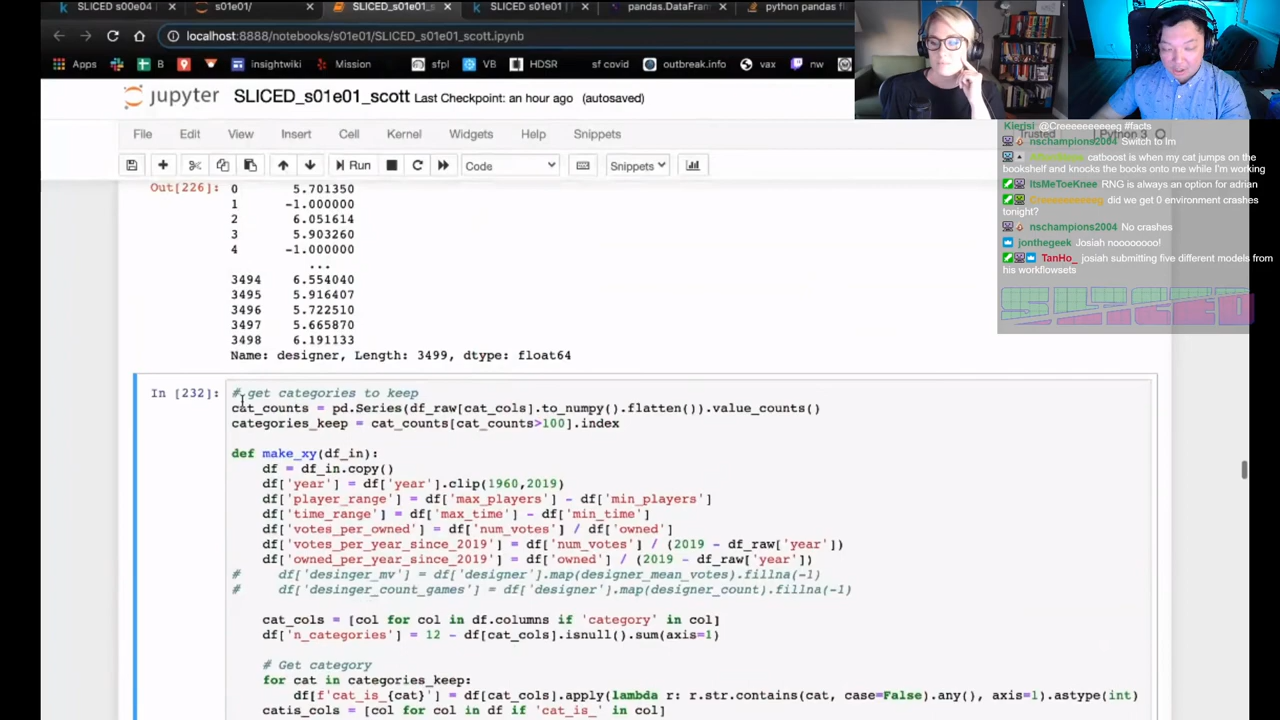 SLICED s00e04
s01e01/
SLICED_s01e01_s
SLICED s01e01
pandas.DataFram
python pandas fi
localhost:8888/notebooks/s01e01/SLICED_s01e01_scott.ipynb
Apps
B
insightwiki
Mission
sfpl
VB
HDSR
sf covid
outbreak.info
vax
nw
jupyter
SLICED_s01e01_scott Last Checkpoint: an hour ago (autosaved)
File Edit View Insert Cell Kernel Widgets Help Snippets
Trusted
Python 3
Run
Code
Snippets
Out[226]: 0 5.701350
1 -1.000000
2 6.051614
3 5.903260
4 -1.000000
...
3494 6.554040
3495 5.916407
3496 5.722510
3497 5.665870
3498 6.191133
Name: designer, Length: 3499, dtype: float64
In [232]: # get categories to keep
cat_counts = pd.Series(df_raw[cat_cols].to_numpy().flatten()).value_counts()
categories_keep = cat_counts[cat_counts>100].index
def make_xy(df_in):
df = df_in.copy()
df['year'] = df['year'].clip(1960,2019)
df['player_range'] = df['max_players'] - df['min_players']
df['time_range'] = df['max_time'] - df['min_time']
df['votes_per_owned'] = df['num_votes'] / df['owned']
df['votes_per_year_since_2019'] = df['num_votes'] / (2019 - df_raw['year'])
df['owned_per_year_since_2019'] = df['owned'] / (2019 - df_raw['year'])
# df['desinger_mv'] = df['designer'].map(designer_mean_votes).fillna(-1)
# df['desinger_count_games'] = df['designer'].map(designer_count).fillna(-1)
cat_cols = [col for col in df.columns if 'category' in col]
df['n_categories'] = 12 - df[cat_cols].isnull().sum(axis=1)
# Get category
for cat in categories_keep:
df[f'cat_is_{cat}'] = df[cat_cols].apply(lambda r: r.str.contains(cat, case=False).any(), axis=1).astype(int)
catis_cols = [col for col in df if 'cat_is_' in col]
#facts
nschampions2004 Switch to lm
catboost is when my cat jumps on the
bookshelf and knocks the books onto me while I'm working
ItsMeToeKnee RNG is always an option for adrian
did we get 0 environment crashes
tonight?
nschampions2004 No crashes
jonthegeek Josiah nooooooo!
TanHo_ josiah submitting five different models from
his workflowsets
SLICED